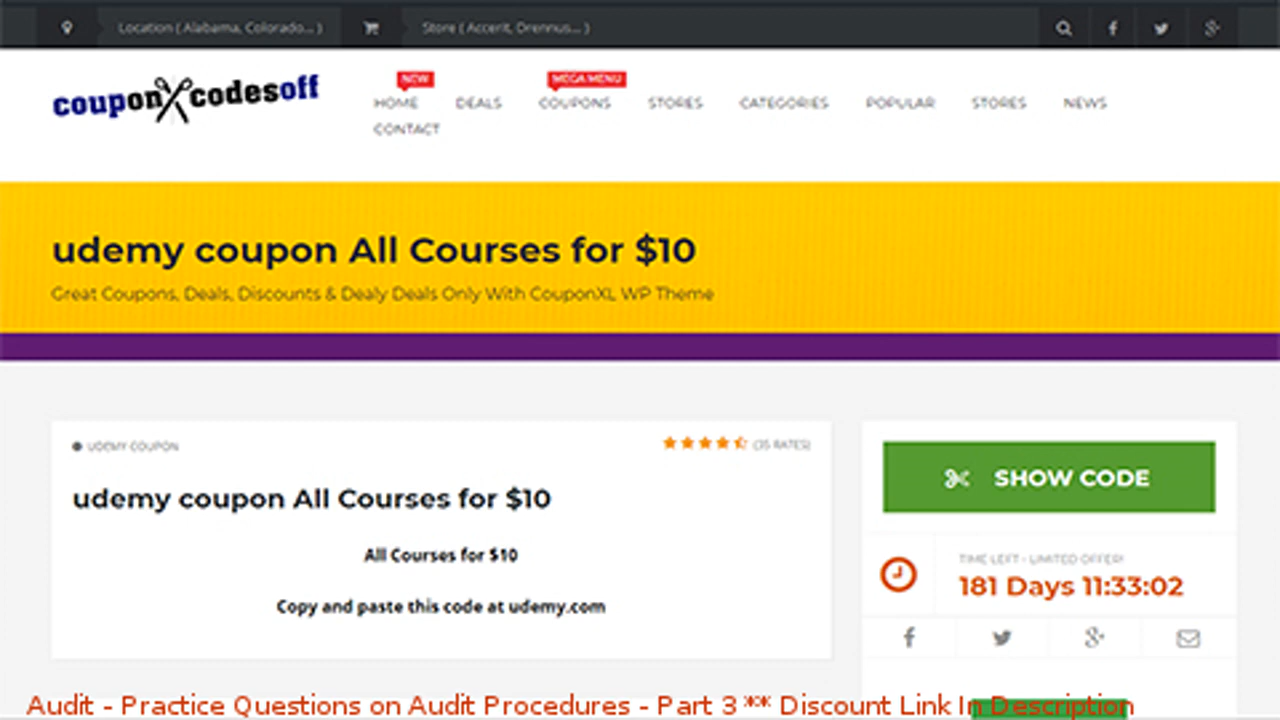 Location ( Alabama, Colorado... ) Store ( Accerit, Drennus... )
couponXcodesoff
NEW MEGA MENU
HOME DEALS COUPONS STORES CATEGORIES POPULAR STORES NEWS
CONTACT
udemy coupon All Courses for $10
Great Coupons, Deals, Discounts & Dealy Deals Only With CouponXL WP Theme
UDEMY COUPON (35 RATES)
udemy coupon All Courses for $10
All Courses for $10
Copy and paste this code at udemy.com
SHOW CODE
TIME LEFT - LIMITED OFFER!
181 Days 11:33:02
Audit - Practice Questions on Audit Procedures - Part 3 ** Discount Link In Description